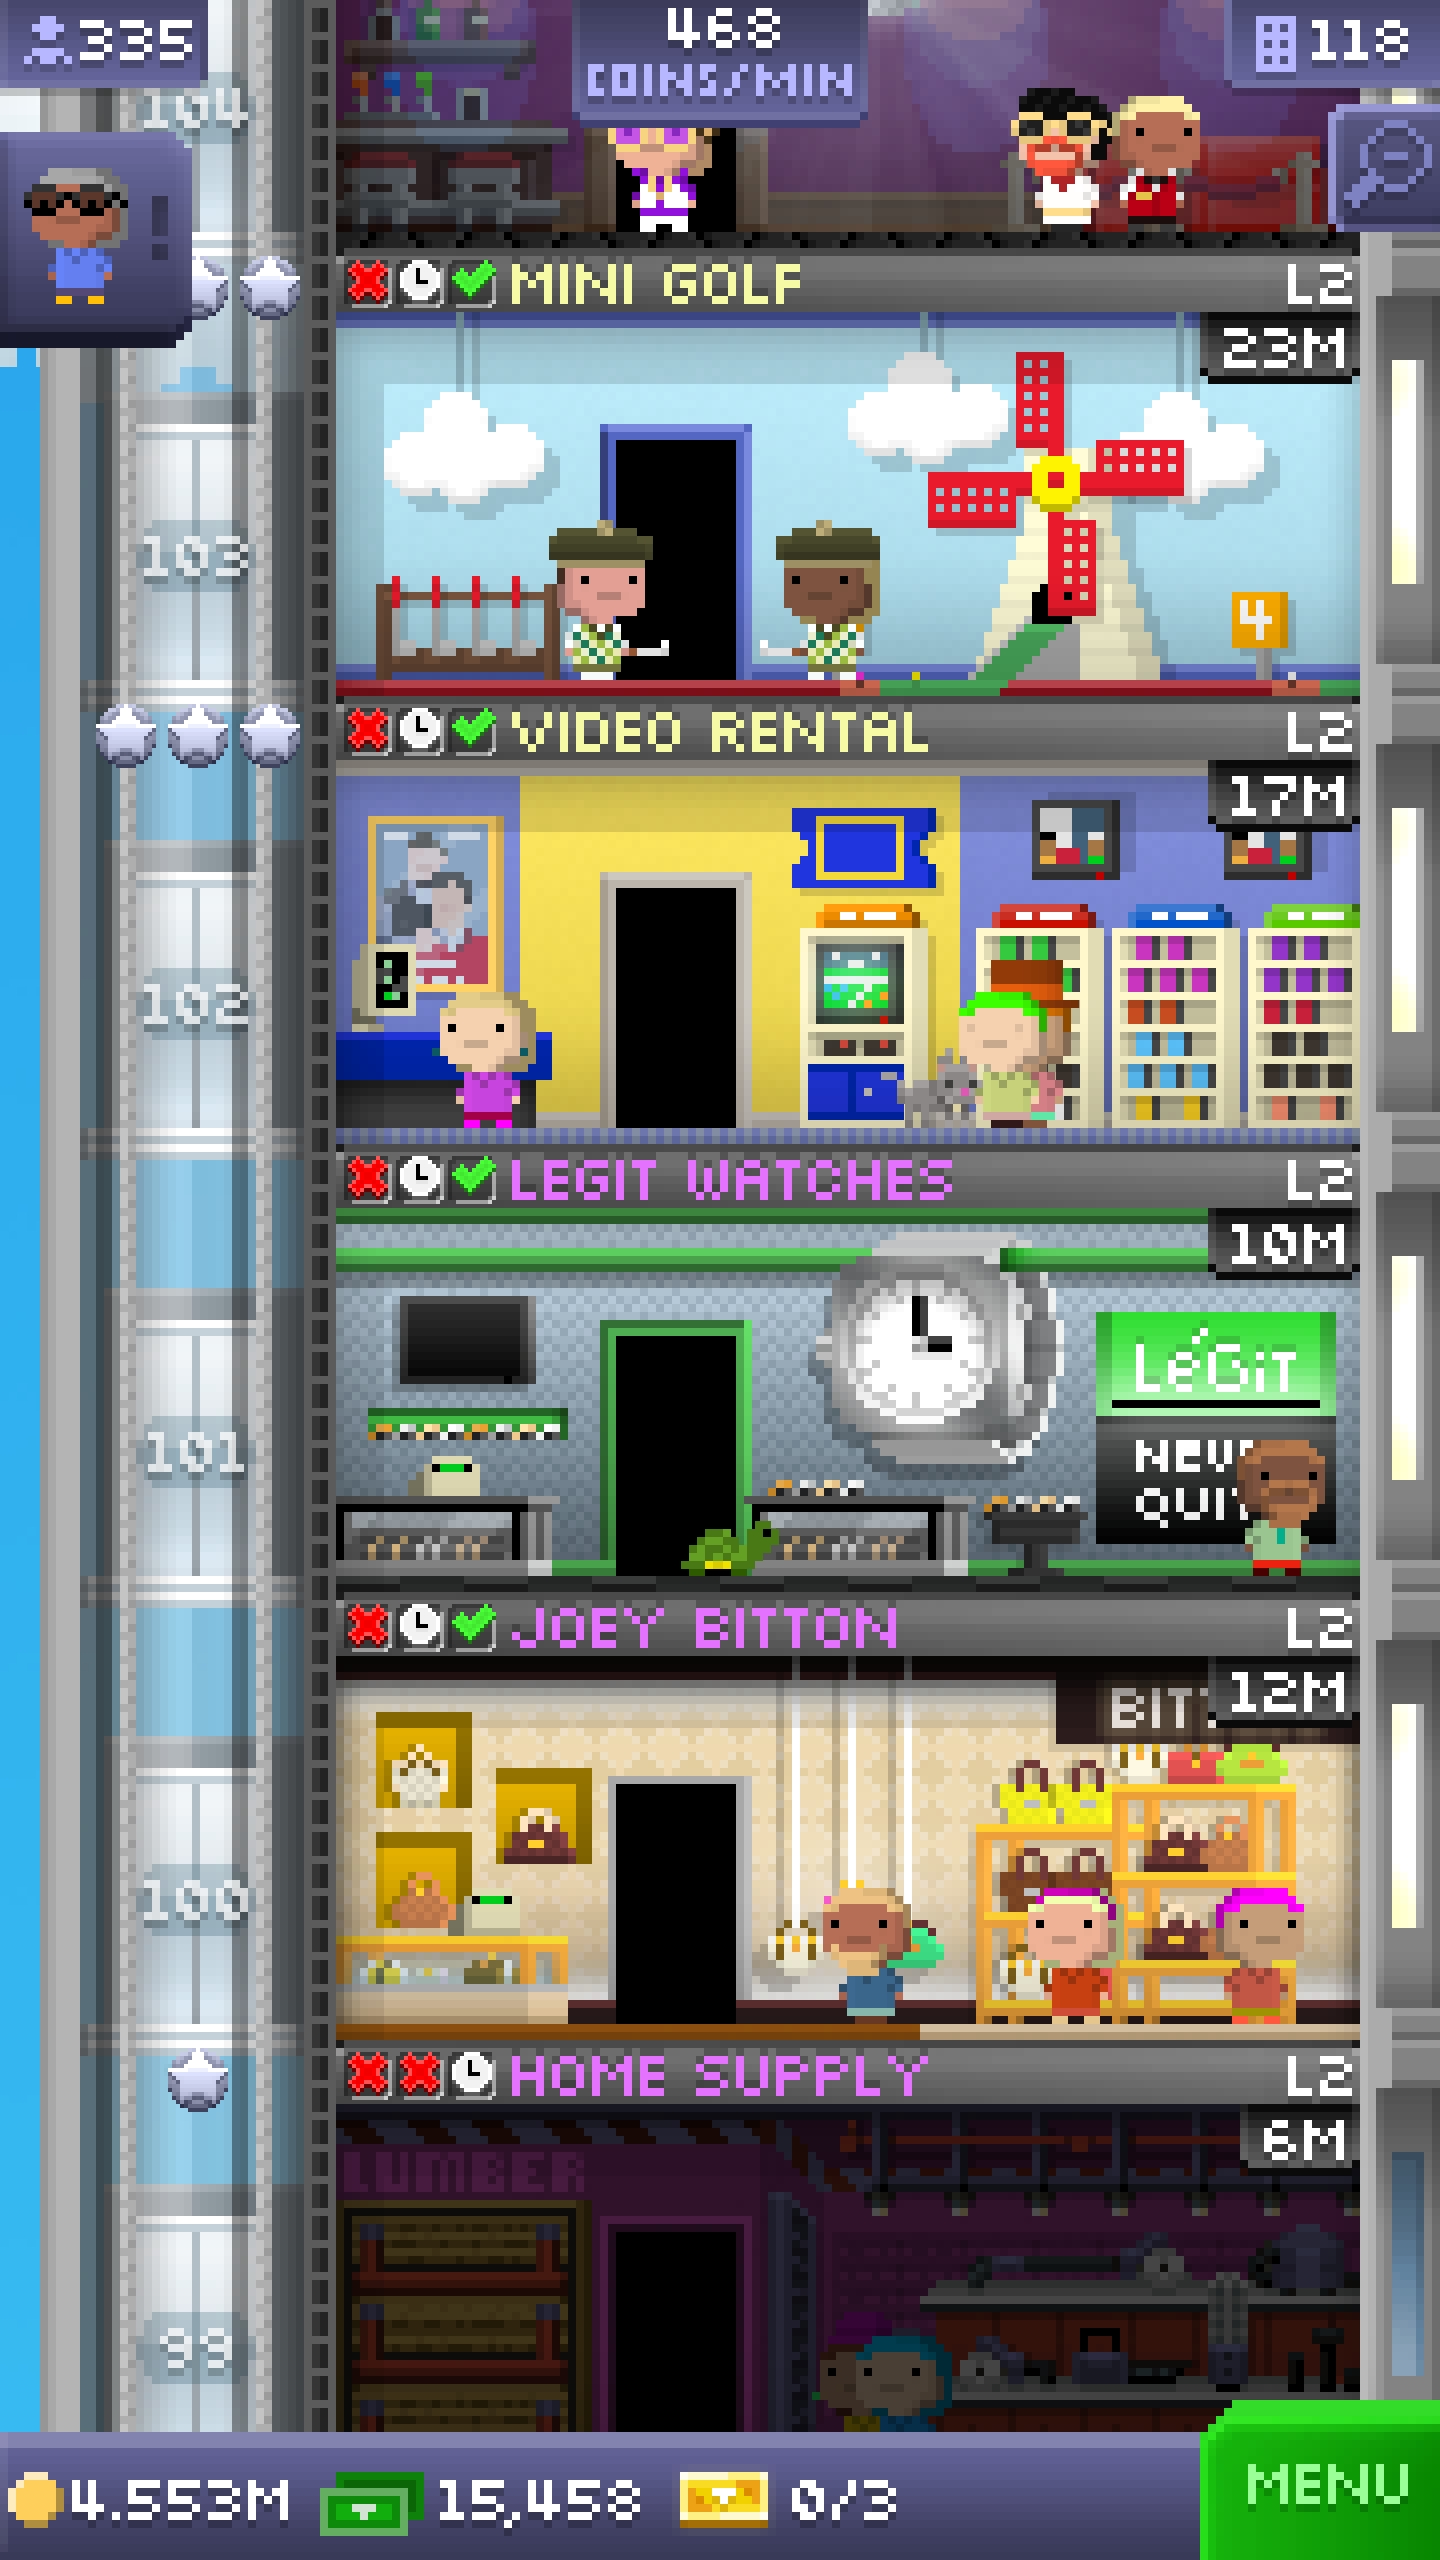 335
468
COINS/MIN
118
104
MINI GOLF L2
23M
103
4
VIDEO RENTAL L2
17M
102
LEGIT WATCHES L2
10M
LéGiT
101
JOEY BITTON L2
12M
100
HOME SUPPLY L2
6M
LUMBER
99
4.553M 15,458 0/3
MENU